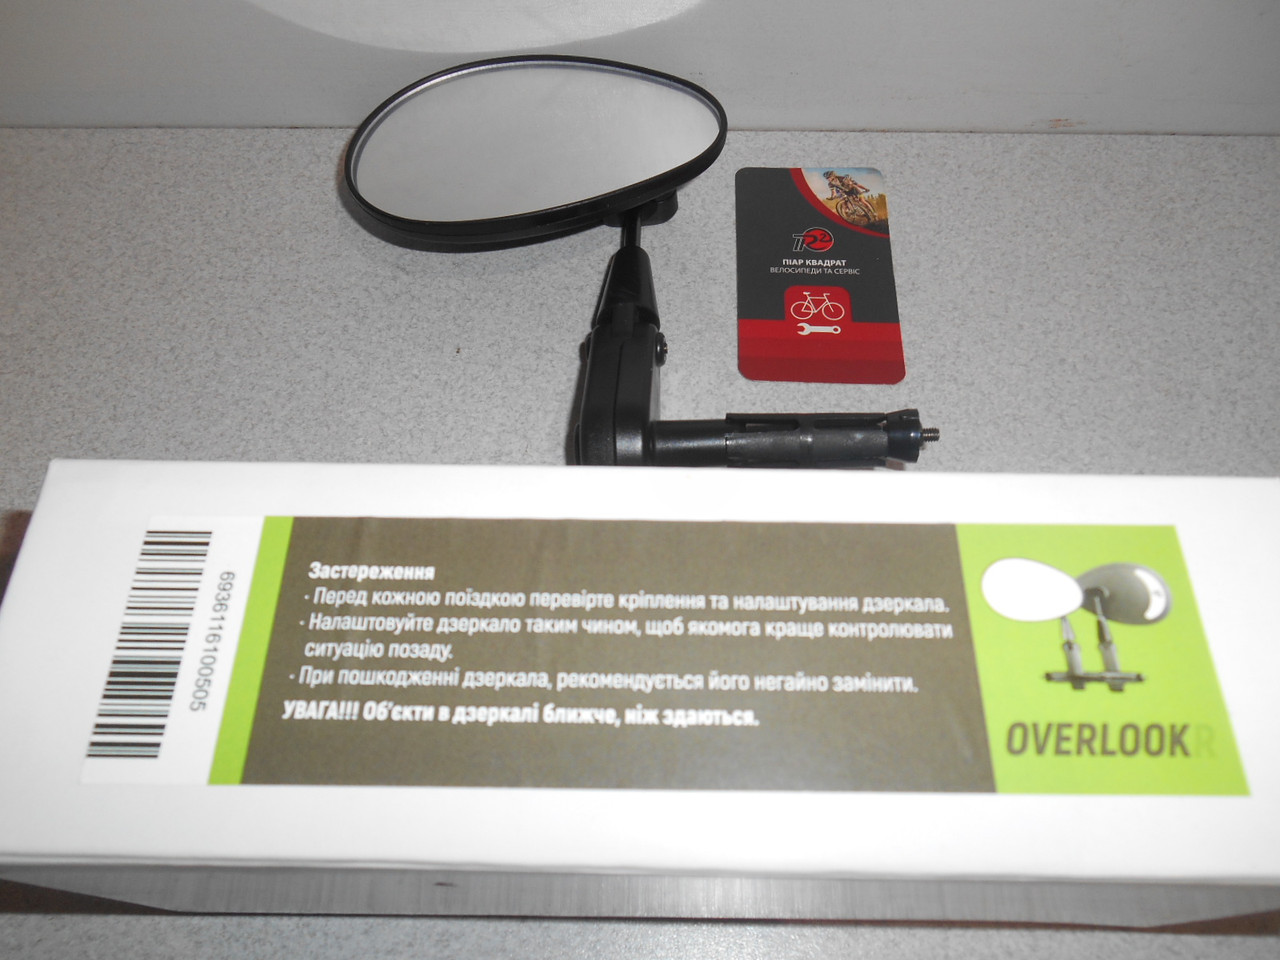 ПІАР КВАДРАТ
ВЕЛОСИПЕДИ ТА СЕРВІС
6936116100505
Застереження
· Перед кожною поїздкою перевірте кріплення та налаштування дзеркала.
· Налаштовуйте дзеркало таким чином, щоб якомога краще контролювати
ситуацію позаду.
· При пошкодженні дзеркала, рекомендується його негайно замінити.
УВАГА!!! Об'єкти в дзеркалі ближче, ніж здаються.
OVERLOOK